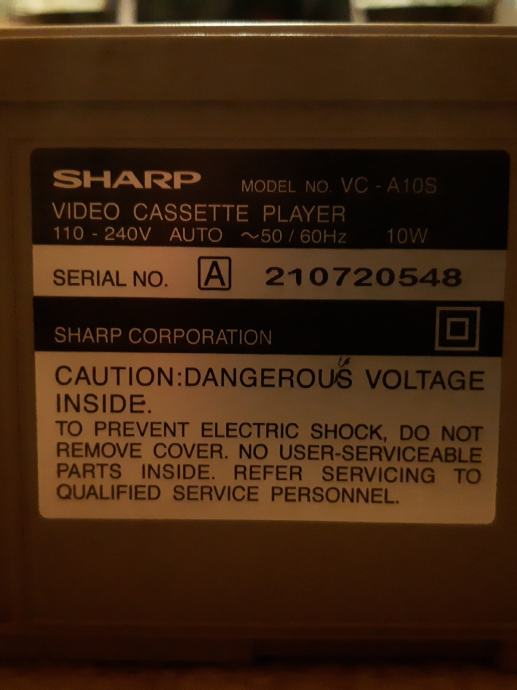 SHARP MODEL NO. VC - A10S
VIDEO CASSETTE PLAYER
110 - 240V AUTO ~50 / 60Hz 10W
SERIAL NO. A 210720548
SHARP CORPORATION
CAUTION:DANGEROUS VOLTAGE
INSIDE.
TO PREVENT ELECTRIC SHOCK, DO NOT
REMOVE COVER. NO USER-SERVICEABLE
PARTS INSIDE. REFER SERVICING TO
QUALIFIED SERVICE PERSONNEL.